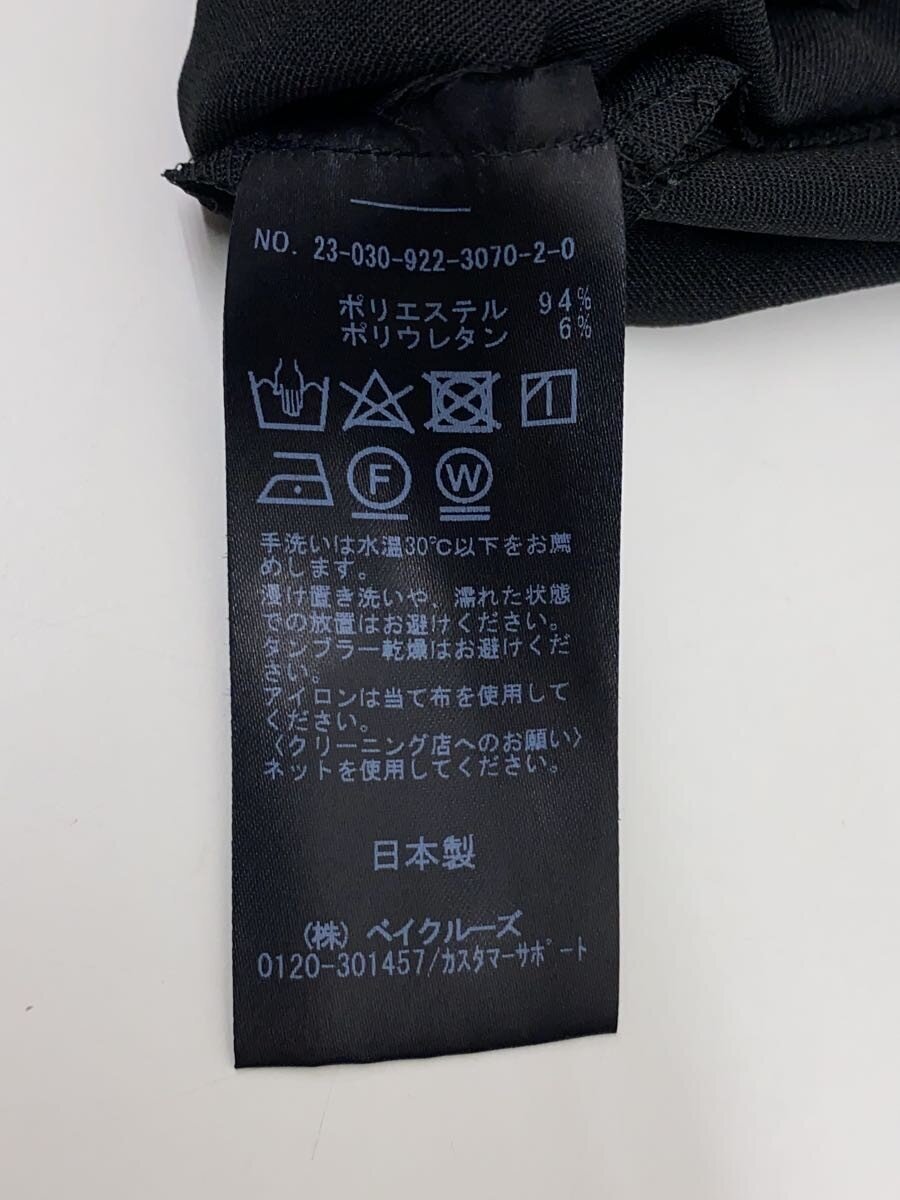 NO. 23-030-922-3070-2-0
ポリエステル 94%
ポリウレタン 6%
F W
手洗いは水温30℃以下をお薦
めします。
浸け置き洗いや、濡れた状態
での放置はお避けください。
タンブラー乾燥はお避けくだ
さい。
アイロンは当て布を使用して
ください。
〈クリーニング店へのお願い〉
ネットを使用してください。
日本製
(株) ベイクルーズ
0120-301457/カスタマーサポート